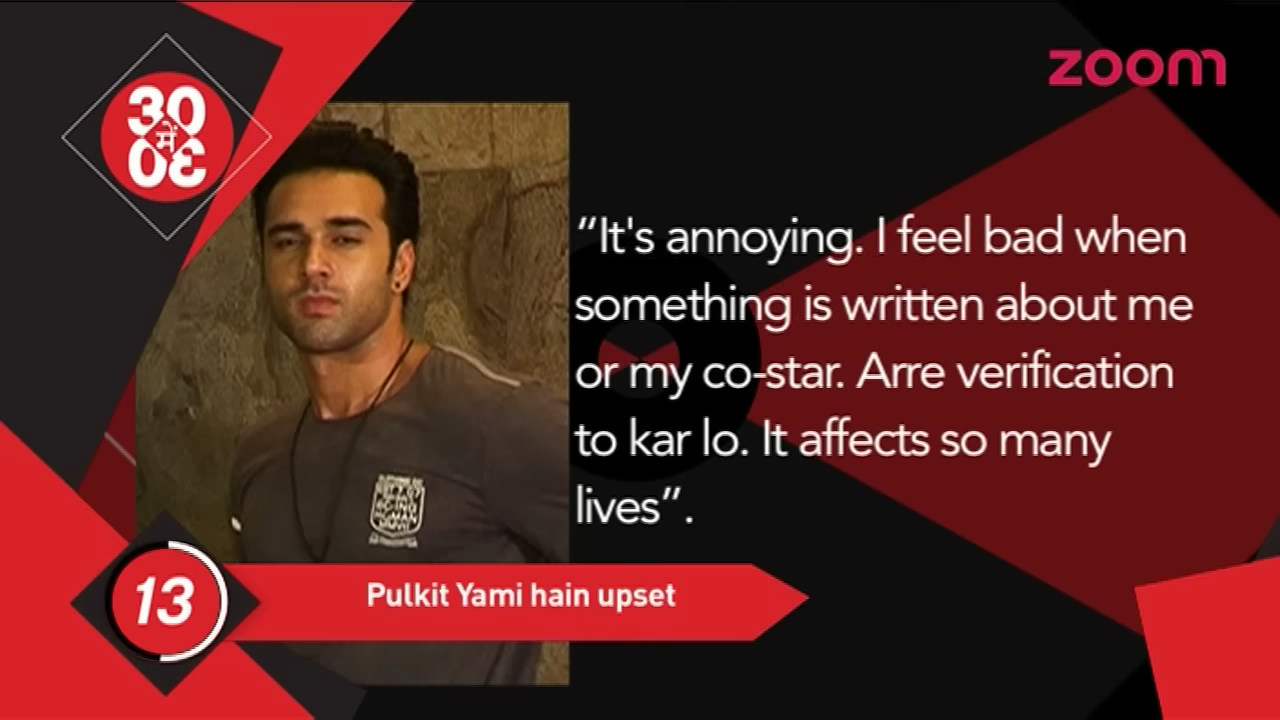 30
में
03
zoom
“It's annoying. I feel bad when
something is written about me
or my co-star. Arre verification
to kar lo. It affects so many
lives”.
13
Pulkit Yami hain upset